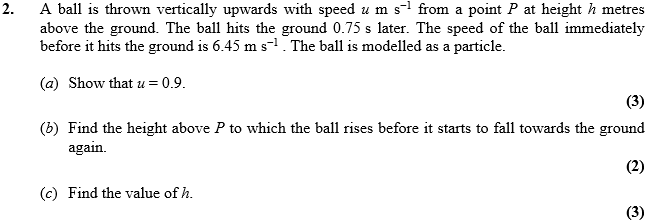 2. A ball is thrown vertically upwards with speed u m s⁻¹ from a point P at height h metres
above the ground. The ball hits the ground 0.75 s later. The speed of the ball immediately
before it hits the ground is 6.45 m s⁻¹ . The ball is modelled as a particle.
(a) Show that u = 0.9.
(3)
(b) Find the height above P to which the ball rises before it starts to fall towards the ground
again.
(2)
(c) Find the value of h.
(3)